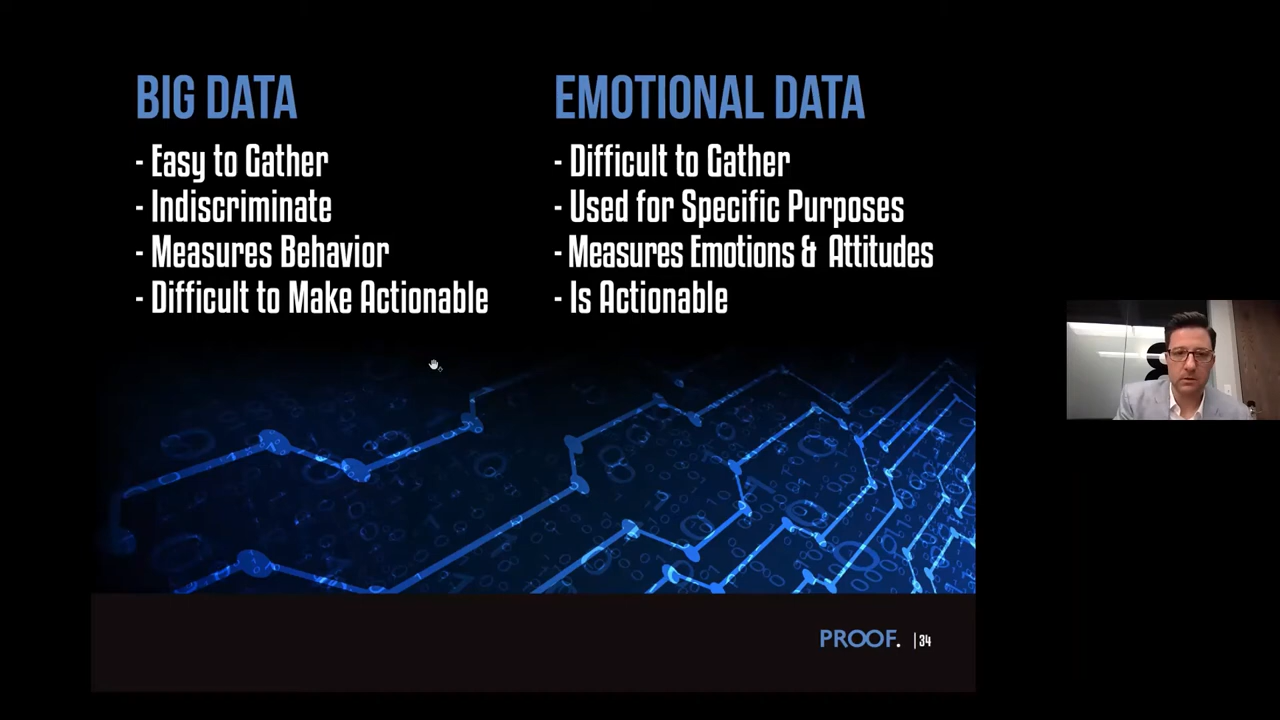 BIG DATA
- Easy to Gather
- Indiscriminate
- Measures Behavior
- Difficult to Make Actionable
EMOTIONAL DATA
- Difficult to Gather
- Used for Specific Purposes
- Measures Emotions & Attitudes
- Is Actionable
PROOF. | 34